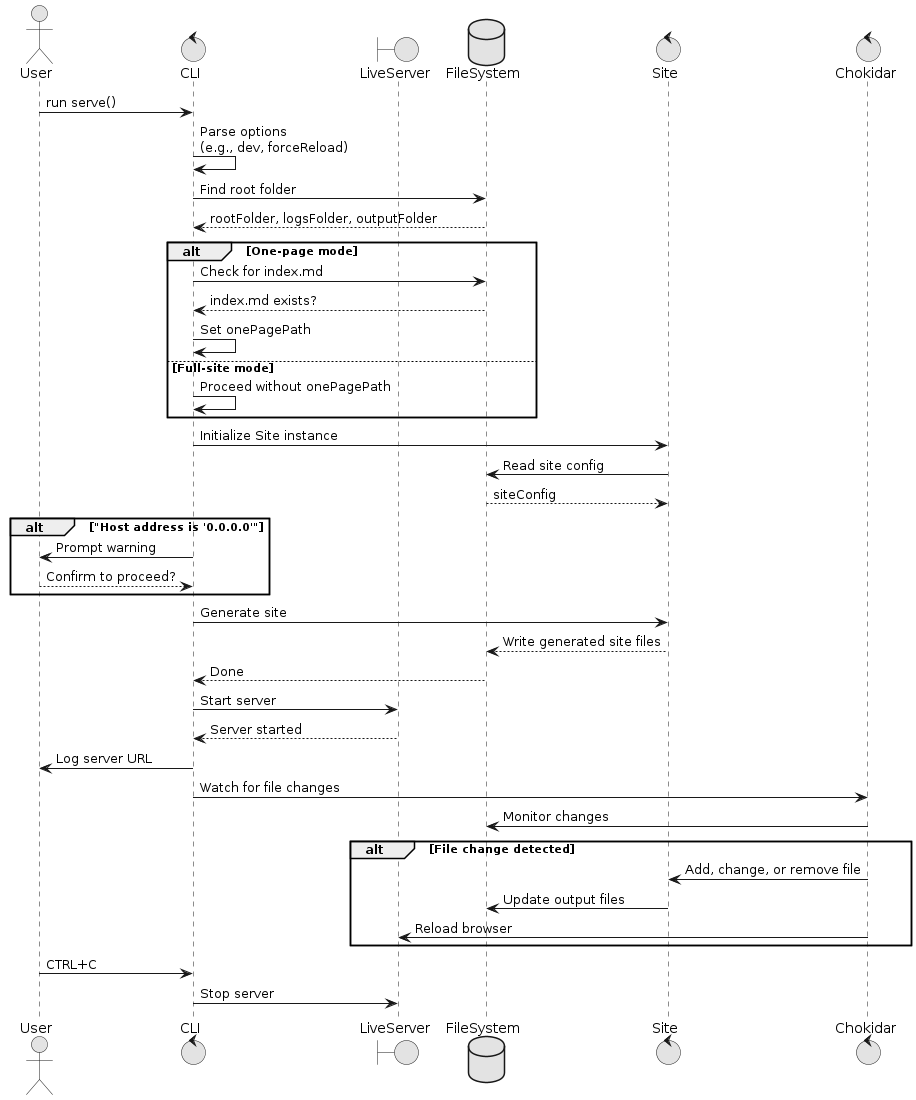 User
CLI
LiveServer
FileSystem
Site
Chokidar
run serve()
Parse options
(e.g., dev, forceReload)
Find root folder
rootFolder, logsFolder, outputFolder
alt [One-page mode]
Check for index.md
index.md exists?
Set onePagePath
[Full-site mode]
Proceed without onePagePath
Initialize Site instance
Read site config
siteConfig
alt ["Host address is '0.0.0.0'"]
Prompt warning
Confirm to proceed?
Generate site
Write generated site files
Done
Start server
Server started
Log server URL
Watch for file changes
Monitor changes
alt [File change detected]
Add, change, or remove file
Update output files
Reload browser
CTRL+C
Stop server
User
CLI
LiveServer
FileSystem
Site
Chokidar